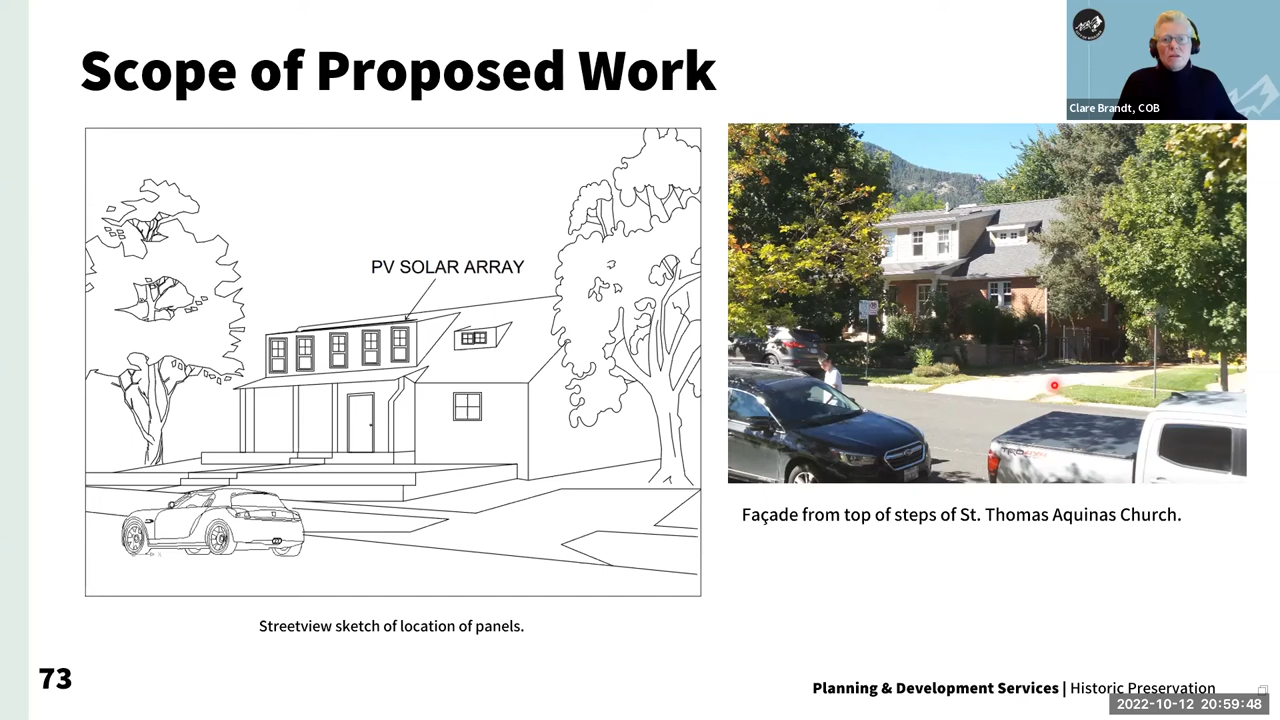 Scope of Proposed Work
Clare Brandt, COB
PV SOLAR ARRAY
Façade from top of steps of St. Thomas Aquinas Church.
Streetview sketch of location of panels.
73
Planning & Development Services | Historic Preservation
2022-10-12 20:59:48